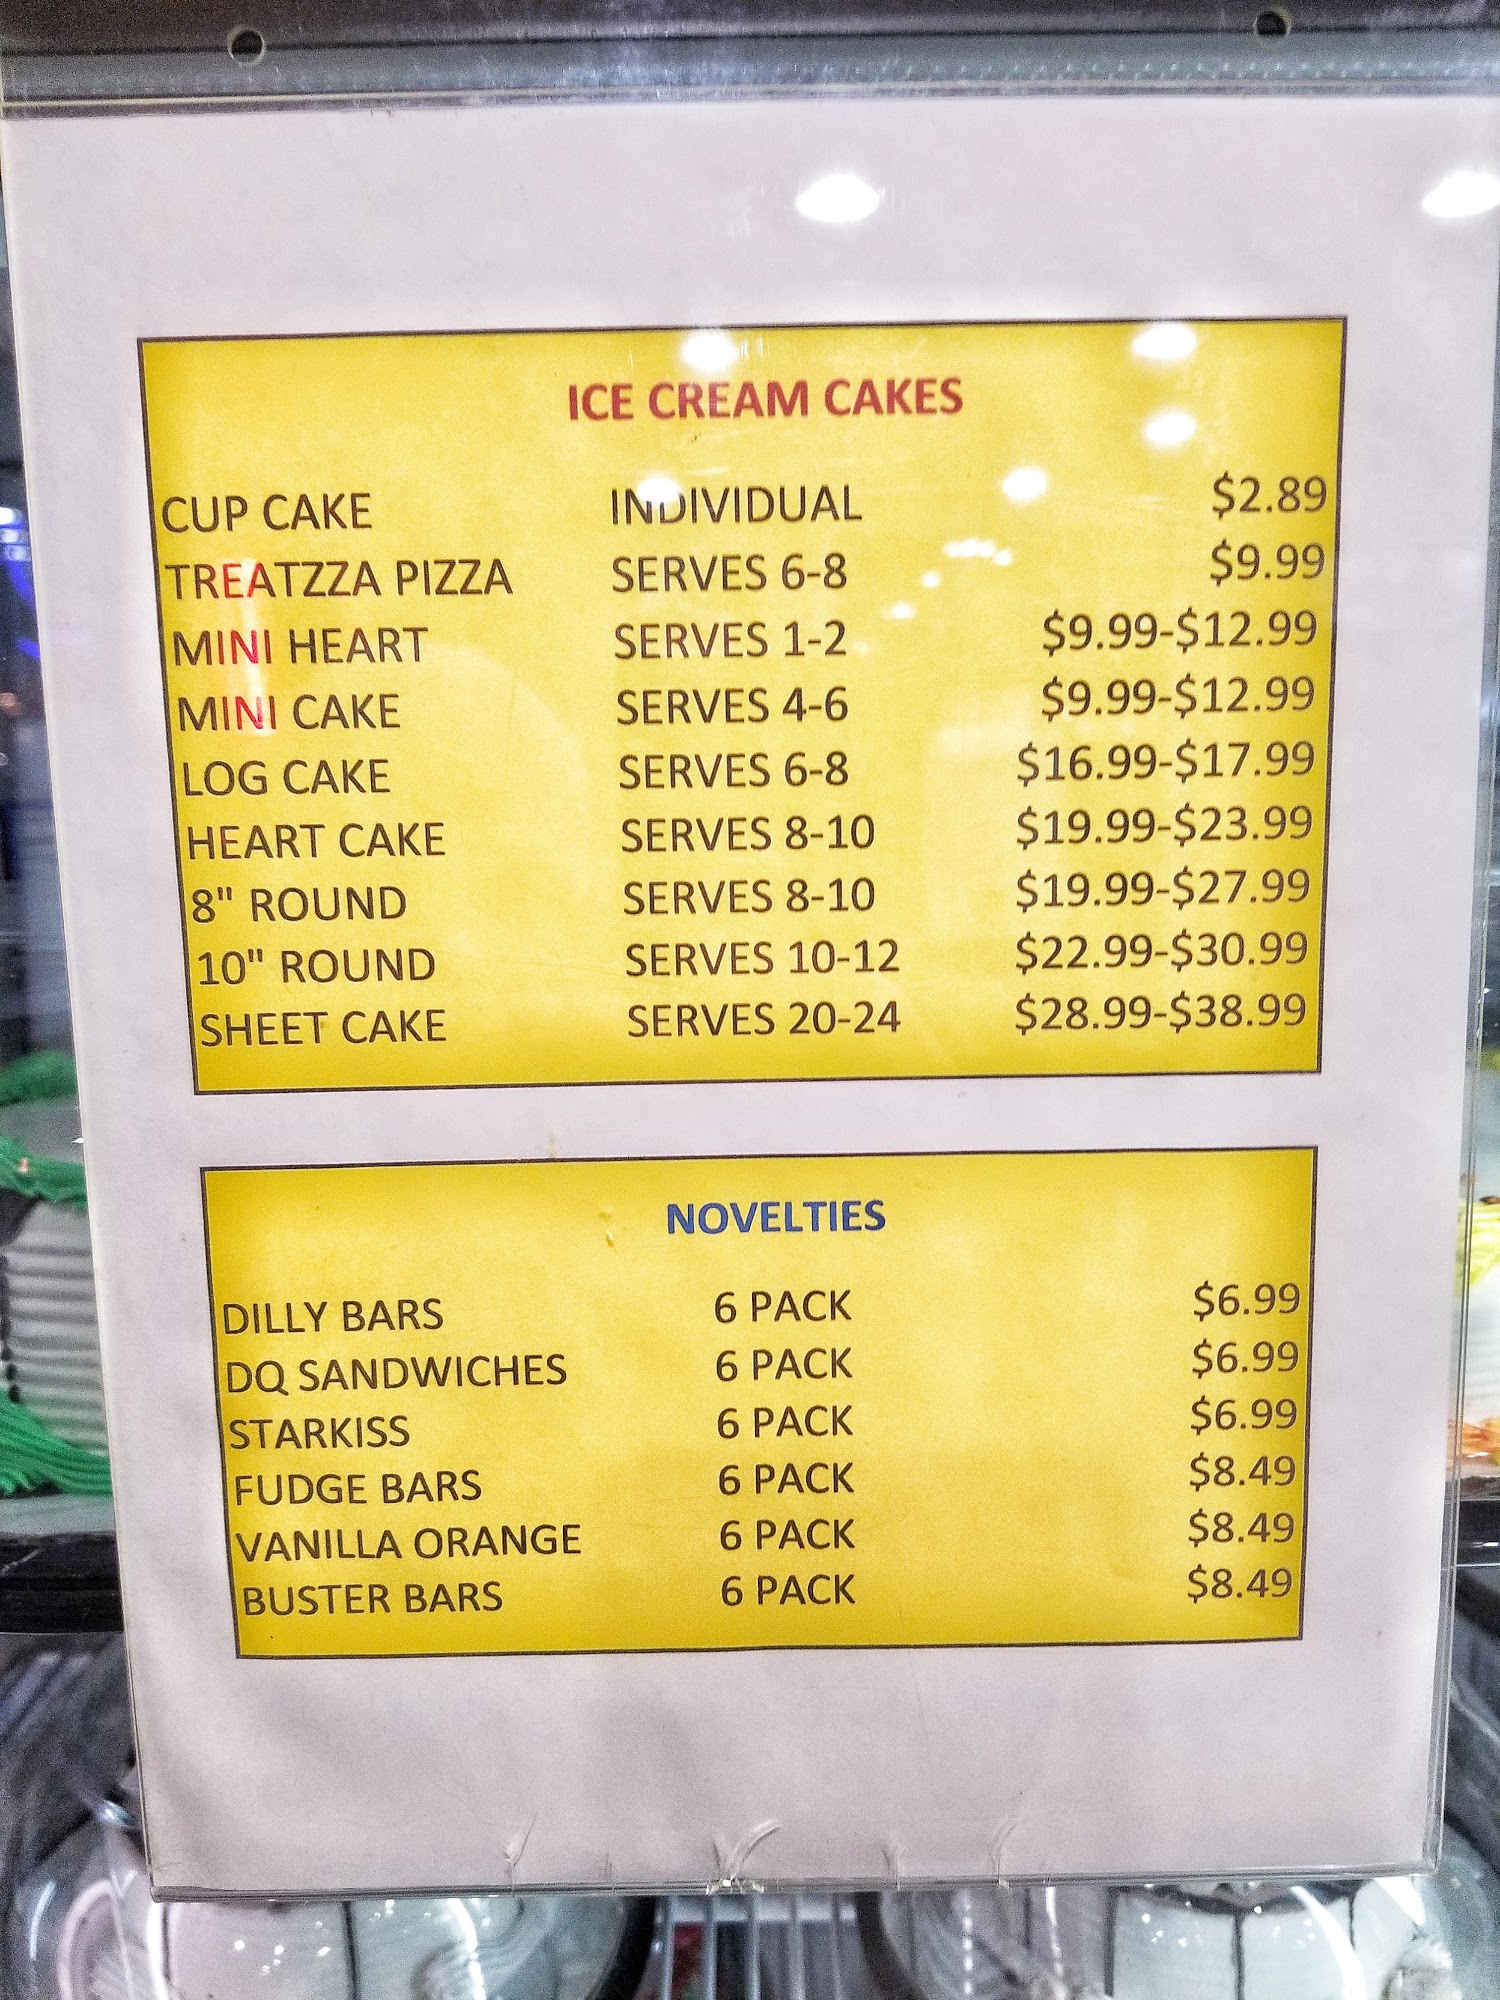 ICE CREAM CAKES
CUP CAKE INDIVIDUAL $2.89
TREATZZA PIZZA SERVES 6-8 $9.99
MINI HEART SERVES 1-2 $9.99-$12.99
MINI CAKE SERVES 4-6 $9.99-$12.99
LOG CAKE SERVES 6-8 $16.99-$17.99
HEART CAKE SERVES 8-10 $19.99-$23.99
8" ROUND SERVES 8-10 $19.99-$27.99
10" ROUND SERVES 10-12 $22.99-$30.99
SHEET CAKE SERVES 20-24 $28.99-$38.99
NOVELTIES
DILLY BARS 6 PACK $6.99
DQ SANDWICHES 6 PACK $6.99
STARKISS 6 PACK $6.99
FUDGE BARS 6 PACK $8.49
VANILLA ORANGE 6 PACK $8.49
BUSTER BARS 6 PACK $8.49